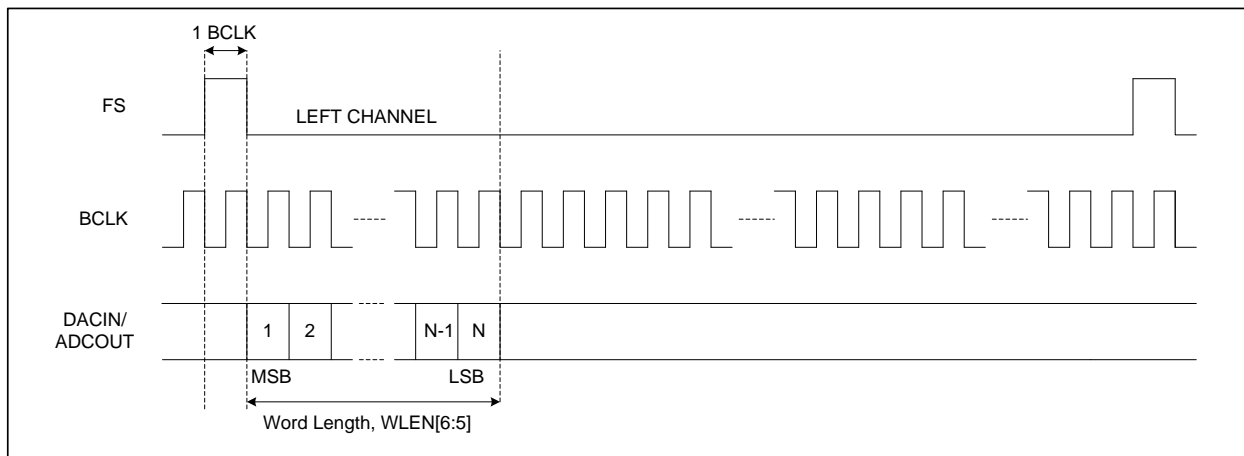 1 BCLK
FS
LEFT CHANNEL
BCLK
DACIN/
ADCOUT
1
2
N-1
N
MSB
LSB
Word Length, WLEN[6:5]